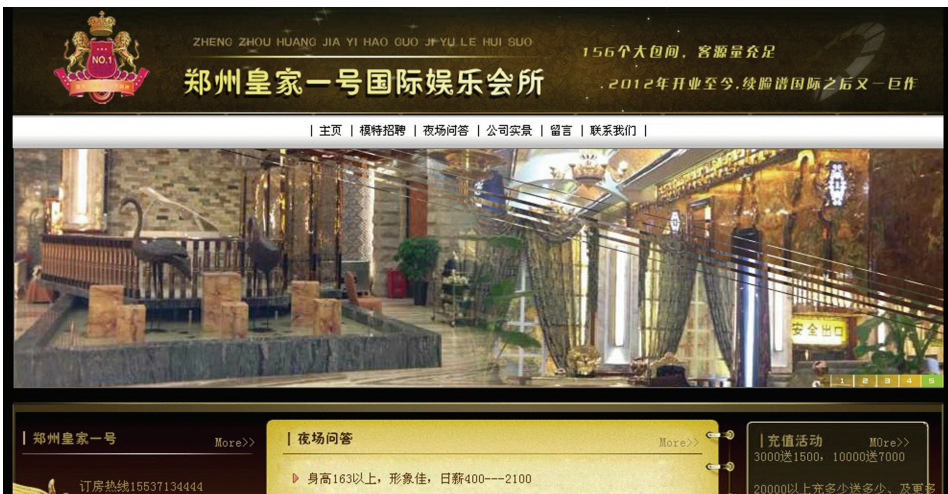 NO.1
ZHENG ZHOU HUANG JIA YI HAO GUO JI YU LE HUI SUO
郑州皇家一号国际娱乐会所
156个大包间，客源量充足
.2012年开业至今,续脸谱国际之后又一巨作
| 主页 | 模特招聘 | 夜场问答 | 公司实景 | 留言 | 联系我们 |
安全出口
1 2 3 4 5
郑州皇家一号 More>>
订房热线15537134444
夜场问答 More>>
身高163以上，形象佳，日薪400---2100
充值活动 M0re>>
3000送1500，10000送7000
20000以上充多少送多少、及更多